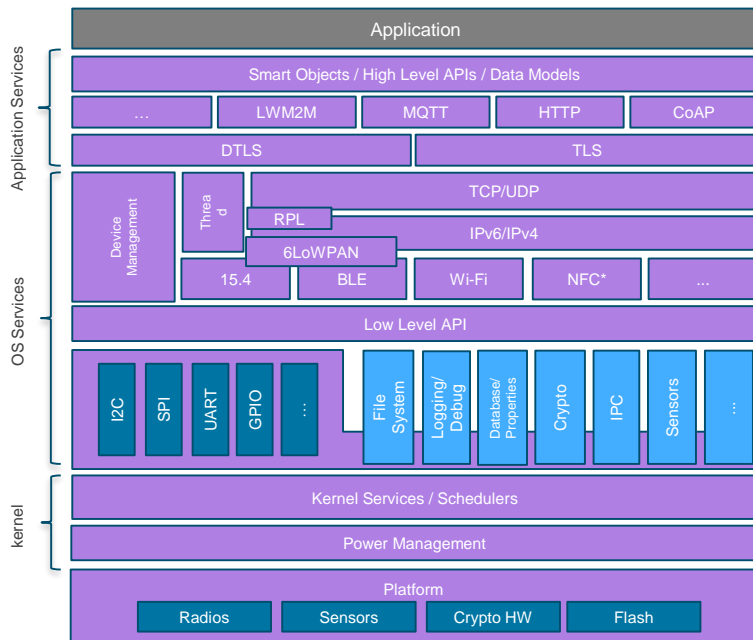 Application
Application Services
Smart Objects / High Level APIs / Data Models
...
LWM2M
MQTT
HTTP
CoAP
DTLS
TLS
OS Services
Device
Management
Threa
d
TCP/UDP
RPL
IPv6/IPv4
6LoWPAN
15.4
BLE
Wi-Fi
NFC*
...
Low Level API
I2C
SPI
UART
GPIO
...
File
System
Logging/
Debug
Database/
Properties
Crypto
IPC
Sensors
...
kernel
Kernel Services / Schedulers
Power Management
Platform
Radios
Sensors
Crypto HW
Flash